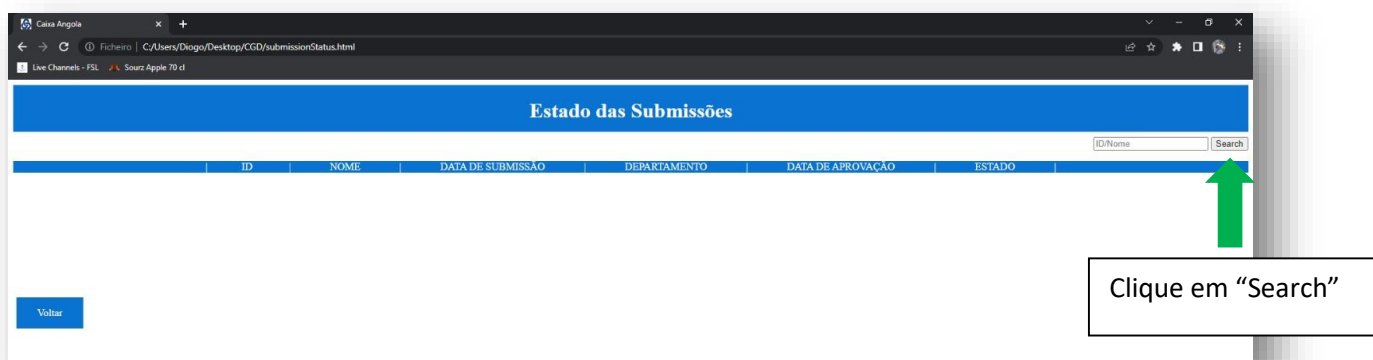 Caixa Angola
Ficheiro | C:/Users/Diogo/Desktop/CGD/submissionStatus.html
Live Channels - FSL Sourz Apple 70 cl
Estado das Submissões
ID/Nome Search
| ID | NOME | DATA DE SUBMISSÃO | DEPARTAMENTO | DATA DE APROVAÇÃO | ESTADO |
Clique em “Search”
Voltar